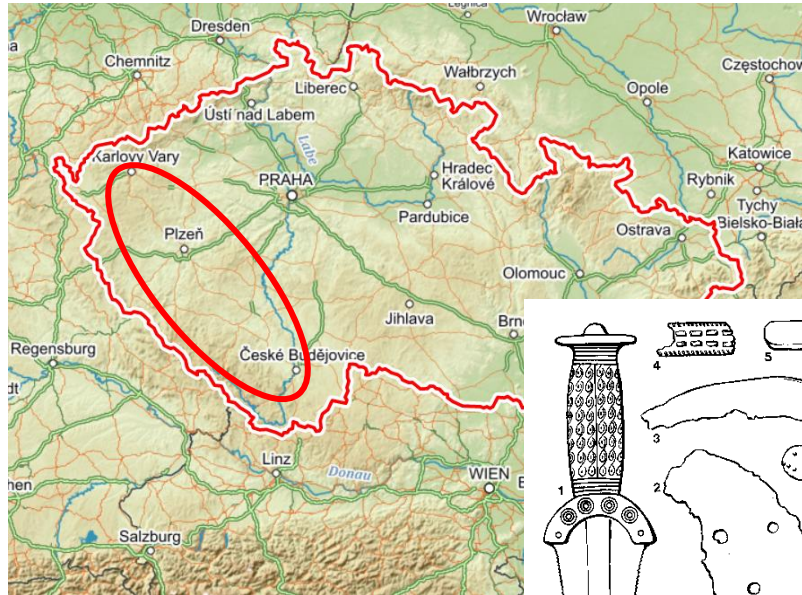 Legnica
Wrocław
Dresden
Chemnitz
Liberec
Wałbrzych
Opole
Częstochow
Ústí nad Labem
Labe
Karlovy Vary
PRAHA
Hradec
Králové
Katowice
Rybnik
Tychy
Pardubice
Plzeň
Ostrava
Bielsko-Biała
Olomouc
Jihlava
Brn
Regensburg
České Budějovice
dt
Linz
Donau
WIEN
hen
Salzburg
4
5
3
1
2